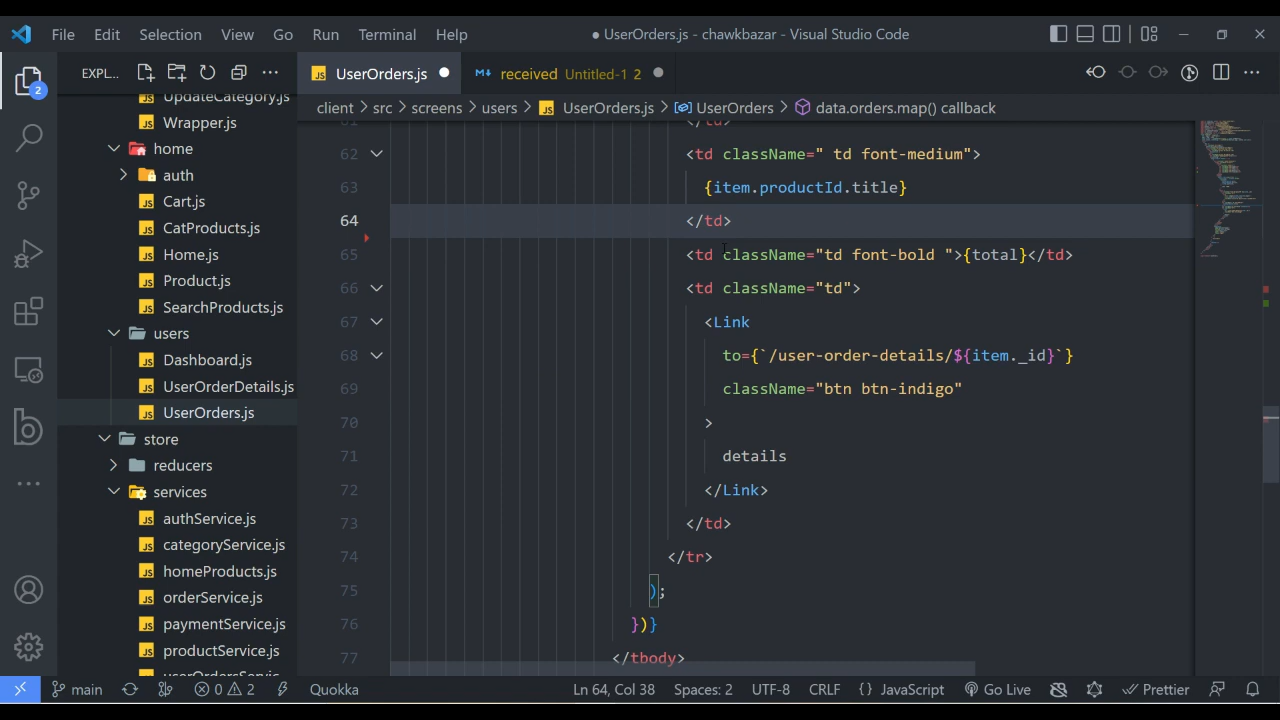 File Edit Selection View Go Run Terminal Help
● UserOrders.js - chawkbazar - Visual Studio Code
EXPL...
UserOrders.js
received Untitled-1 2
client > src > screens > users > UserOrders.js > UserOrders > data.orders.map() callback
2
UpdateCategory.js
Wrapper.js
home
auth
Cart.js
CatProducts.js
Home.js
Product.js
SearchProducts.js
users
Dashboard.js
UserOrderDetails.js
UserOrders.js
store
reducers
services
authService.js
categoryService.js
homeProducts.js
orderService.js
paymentService.js
productService.js
61 </td>
62 <td className=" td font-medium">
63 {item.productId.title}
64 </td>
65 <td className="td font-bold ">{total}</td>
66 <td className="td">
67 <Link
68 to={`/user-order-details/${item._id}`}
69 className="btn btn-indigo"
70 >
71 details
72 </Link>
73 </td>
74 </tr>
75 );
76 })}
77 </tbody>
main 0 2 Quokka Ln 64, Col 38 Spaces: 2 UTF-8 CRLF {} JavaScript Go Live Prettier